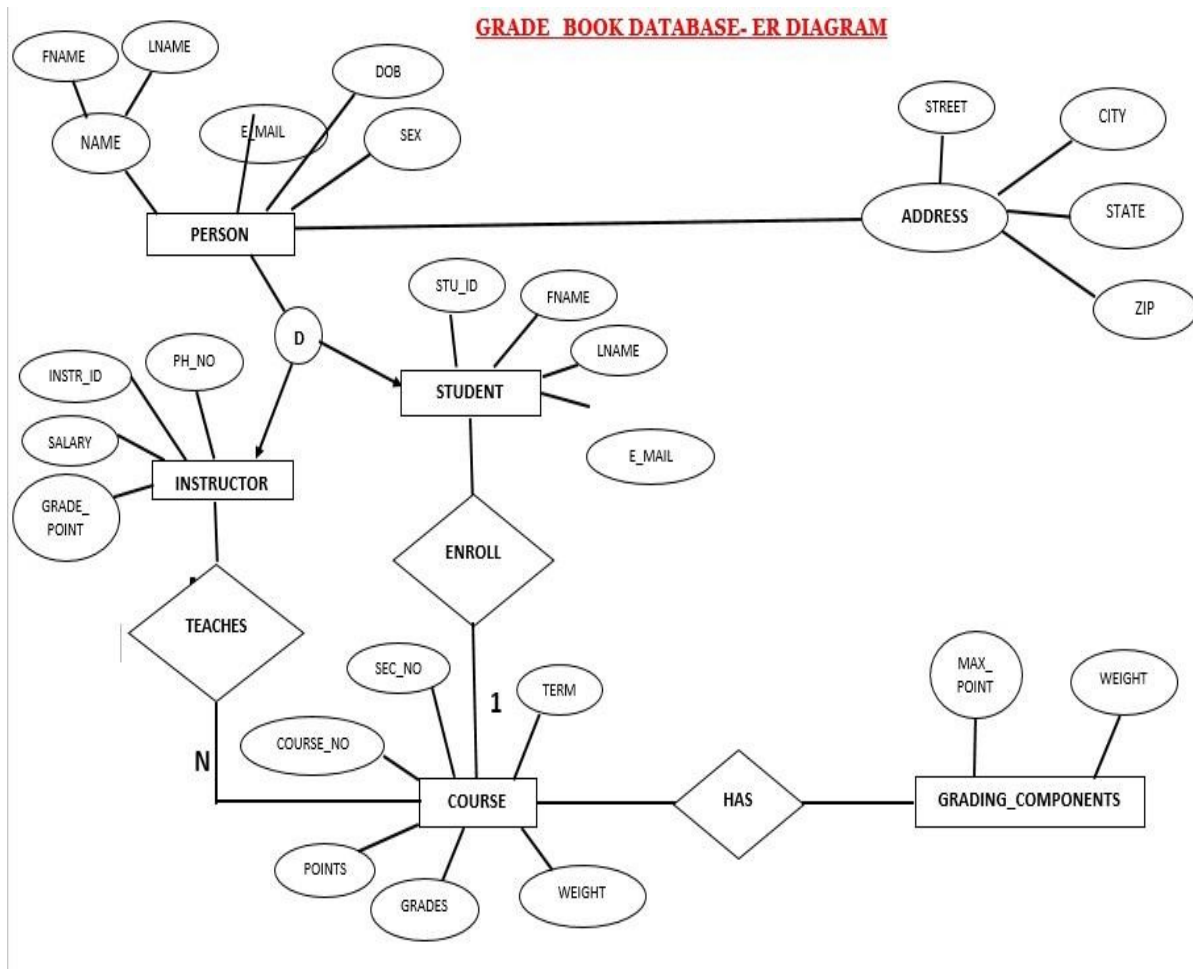 GRADE BOOK DATABASE- ER DIAGRAM
FNAME
LNAME
NAME
E_MAIL
DOB
SEX
PERSON
STREET
CITY
ADDRESS
STATE
ZIP
D
STU_ID
FNAME
LNAME
STUDENT
E_MAIL
INSTR_ID
PH_NO
SALARY
INSTRUCTOR
GRADE_
POINT
ENROLL
TEACHES
SEC_NO
1
TERM
COURSE_NO
N
COURSE
POINTS
GRADES
WEIGHT
HAS
MAX_
POINT
WEIGHT
GRADING_COMPONENTS